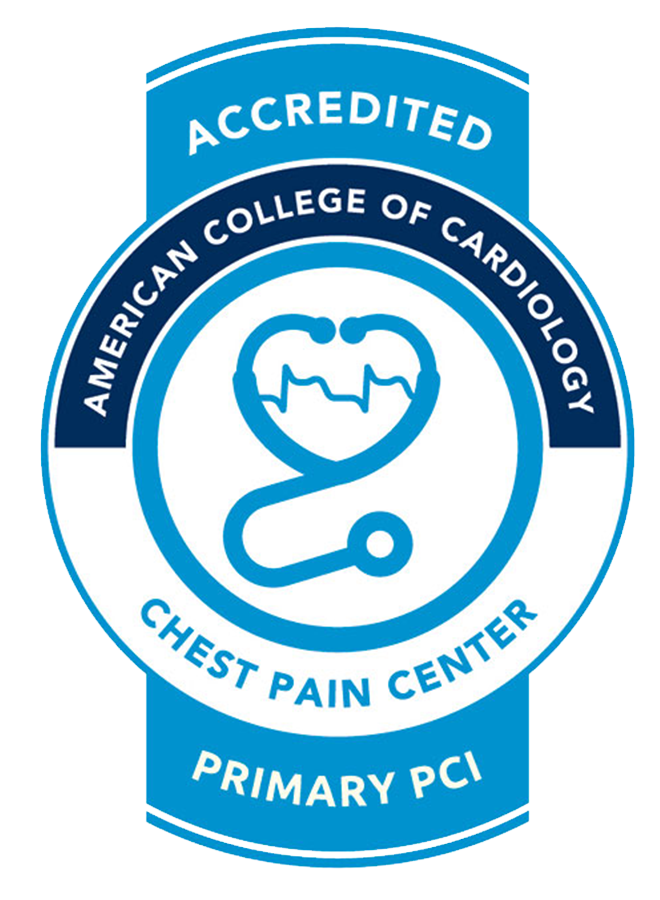 ACCREDITED
AMERICAN COLLEGE OF CARDIOLOGY
CHEST PAIN CENTER
PRIMARY PCI